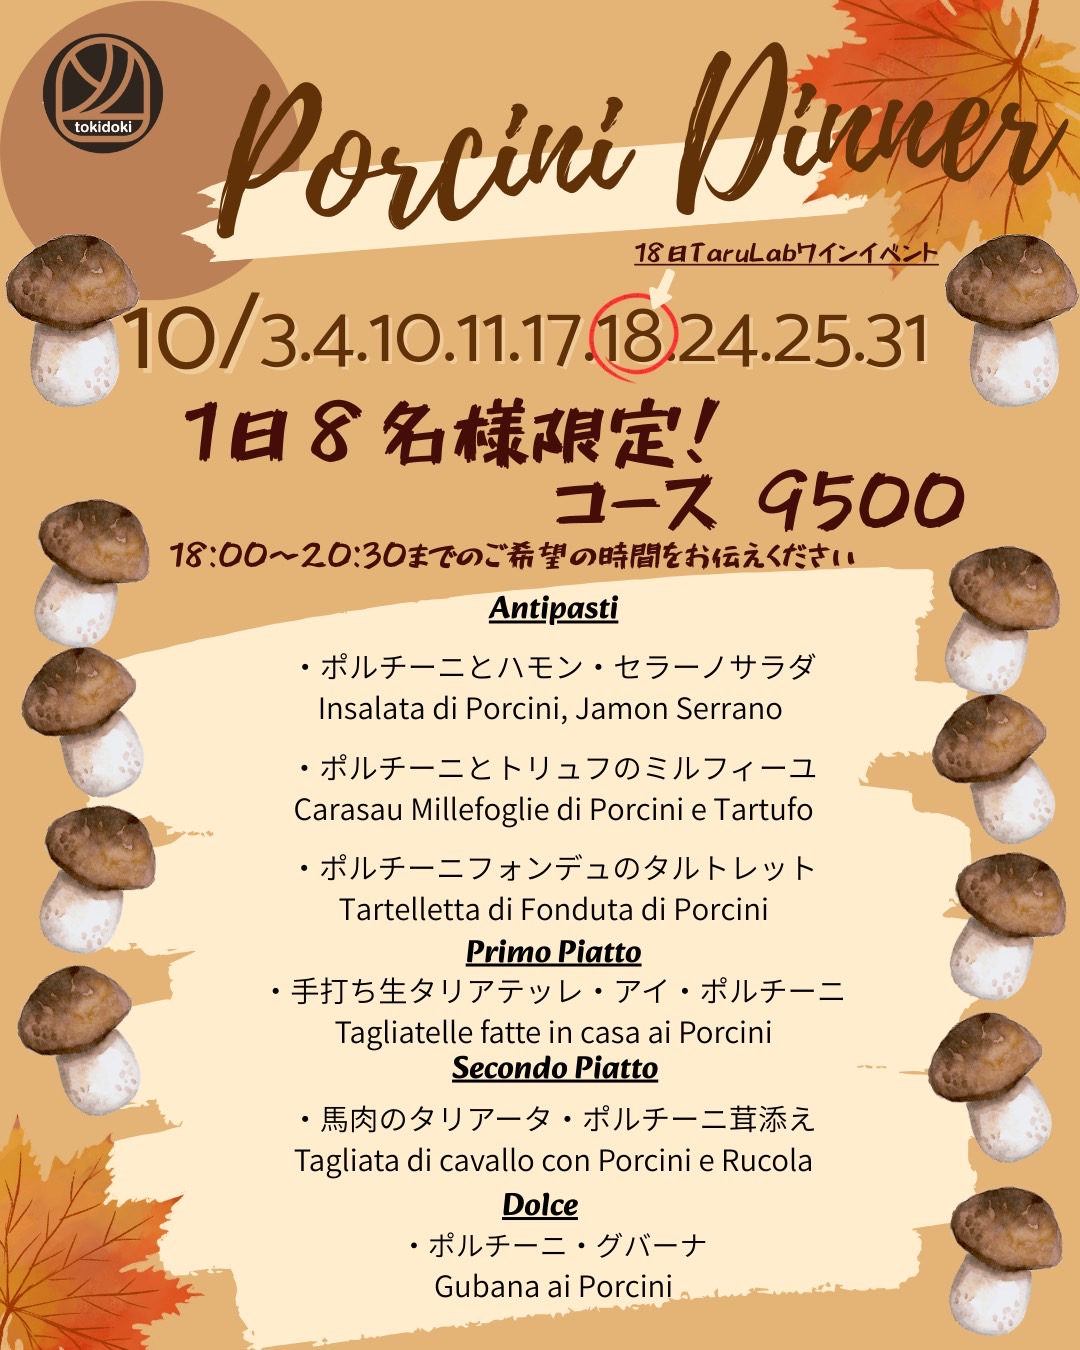 tokidoki
Porcini Dinner
18日TaruLabワインイベント
10/3.4.10.11.17.18.24.25.31
1日8名様限定!
コース 9500
18:00〜20:30までのご希望の時間をお伝えください
Antipasti
・ポルチーニとハモン・セラーノサラダ
Insalata di Porcini, Jamon Serrano
・ポルチーニとトリュフのミルフィーユ
Carasau Millefoglie di Porcini e Tartufo
・ポルチーニフォンデュのタルトレット
Tartelletta di Fonduta di Porcini
Primo Piatto
・手打ち生タリアテッレ・アイ・ポルチーニ
Tagliatelle fatte in casa ai Porcini
Secondo Piatto
・馬肉のタリアータ・ポルチーニ茸添え
Tagliata di cavallo con Porcini e Rucola
Dolce
・ポルチーニ・グバーナ
Gubana ai Porcini